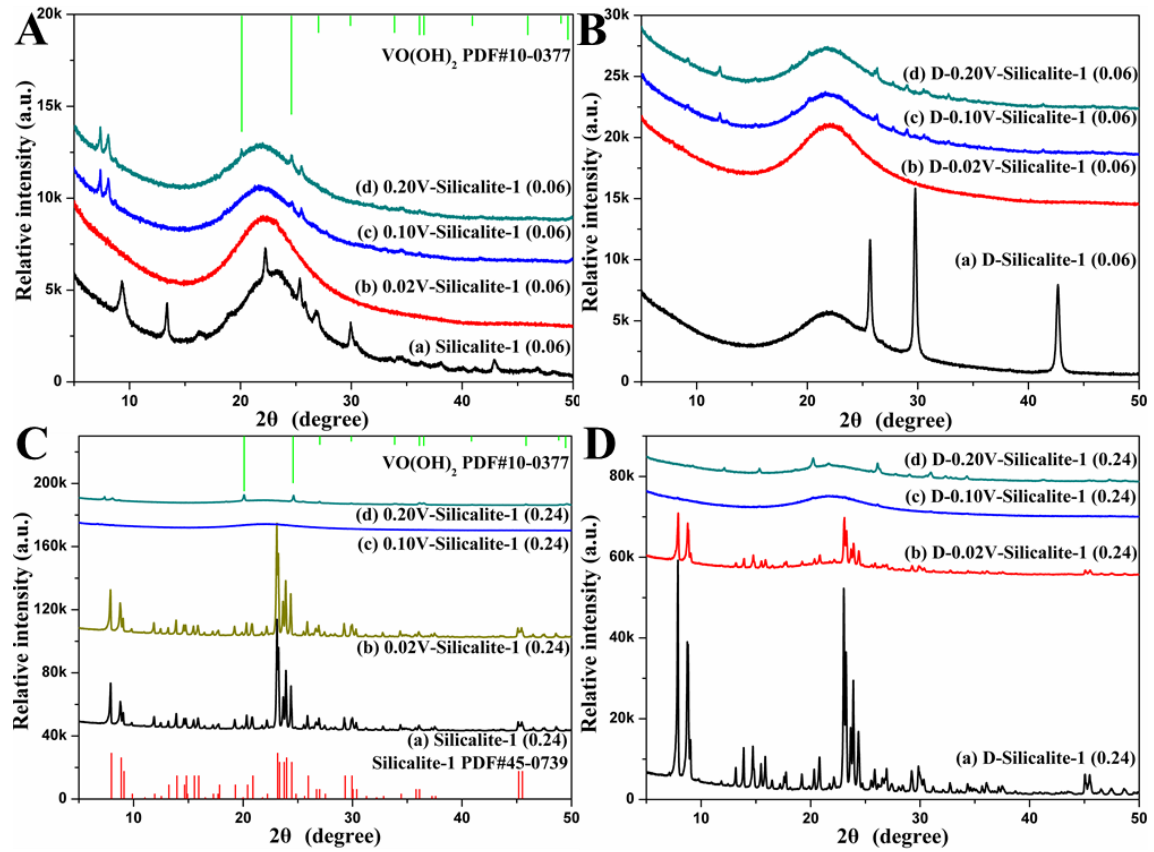 A
20k
15k
10k
5k
0
VO(OH)2 PDF#10-0377
(d) 0.20V-Silicalite-1 (0.06)
(c) 0.10V-Silicalite-1 (0.06)
(b) 0.02V-Silicalite-1 (0.06)
(a) Silicalite-1 (0.06)
Relative intensity (a.u.)
10 20 30 40 50
2θ (degree)
B
30k
25k
20k
15k
10k
5k
0
(d) D-0.20V-Silicalite-1 (0.06)
(c) D-0.10V-Silicalite-1 (0.06)
(b) D-0.02V-Silicalite-1 (0.06)
(a) D-Silicalite-1 (0.06)
Relative intensity (a.u.)
10 20 30 40 50
2θ (degree)
C
200k
160k
120k
80k
40k
0
VO(OH)2 PDF#10-0377
(d) 0.20V-Silicalite-1 (0.24)
(c) 0.10V-Silicalite-1 (0.24)
(b) 0.02V-Silicalite-1 (0.24)
(a) Silicalite-1 (0.24)
Silicalite-1 PDF#45-0739
Relative intensity (a.u.)
10 20 30 40 50
2θ (degree)
D
80k
60k
40k
20k
0
(d) D-0.20V-Silicalite-1 (0.24)
(c) D-0.10V-Silicalite-1 (0.24)
(b) D-0.02V-Silicalite-1 (0.24)
(a) D-Silicalite-1 (0.24)
Relative intensity (a.u.)
10 20 30 40 50
2θ (degree)